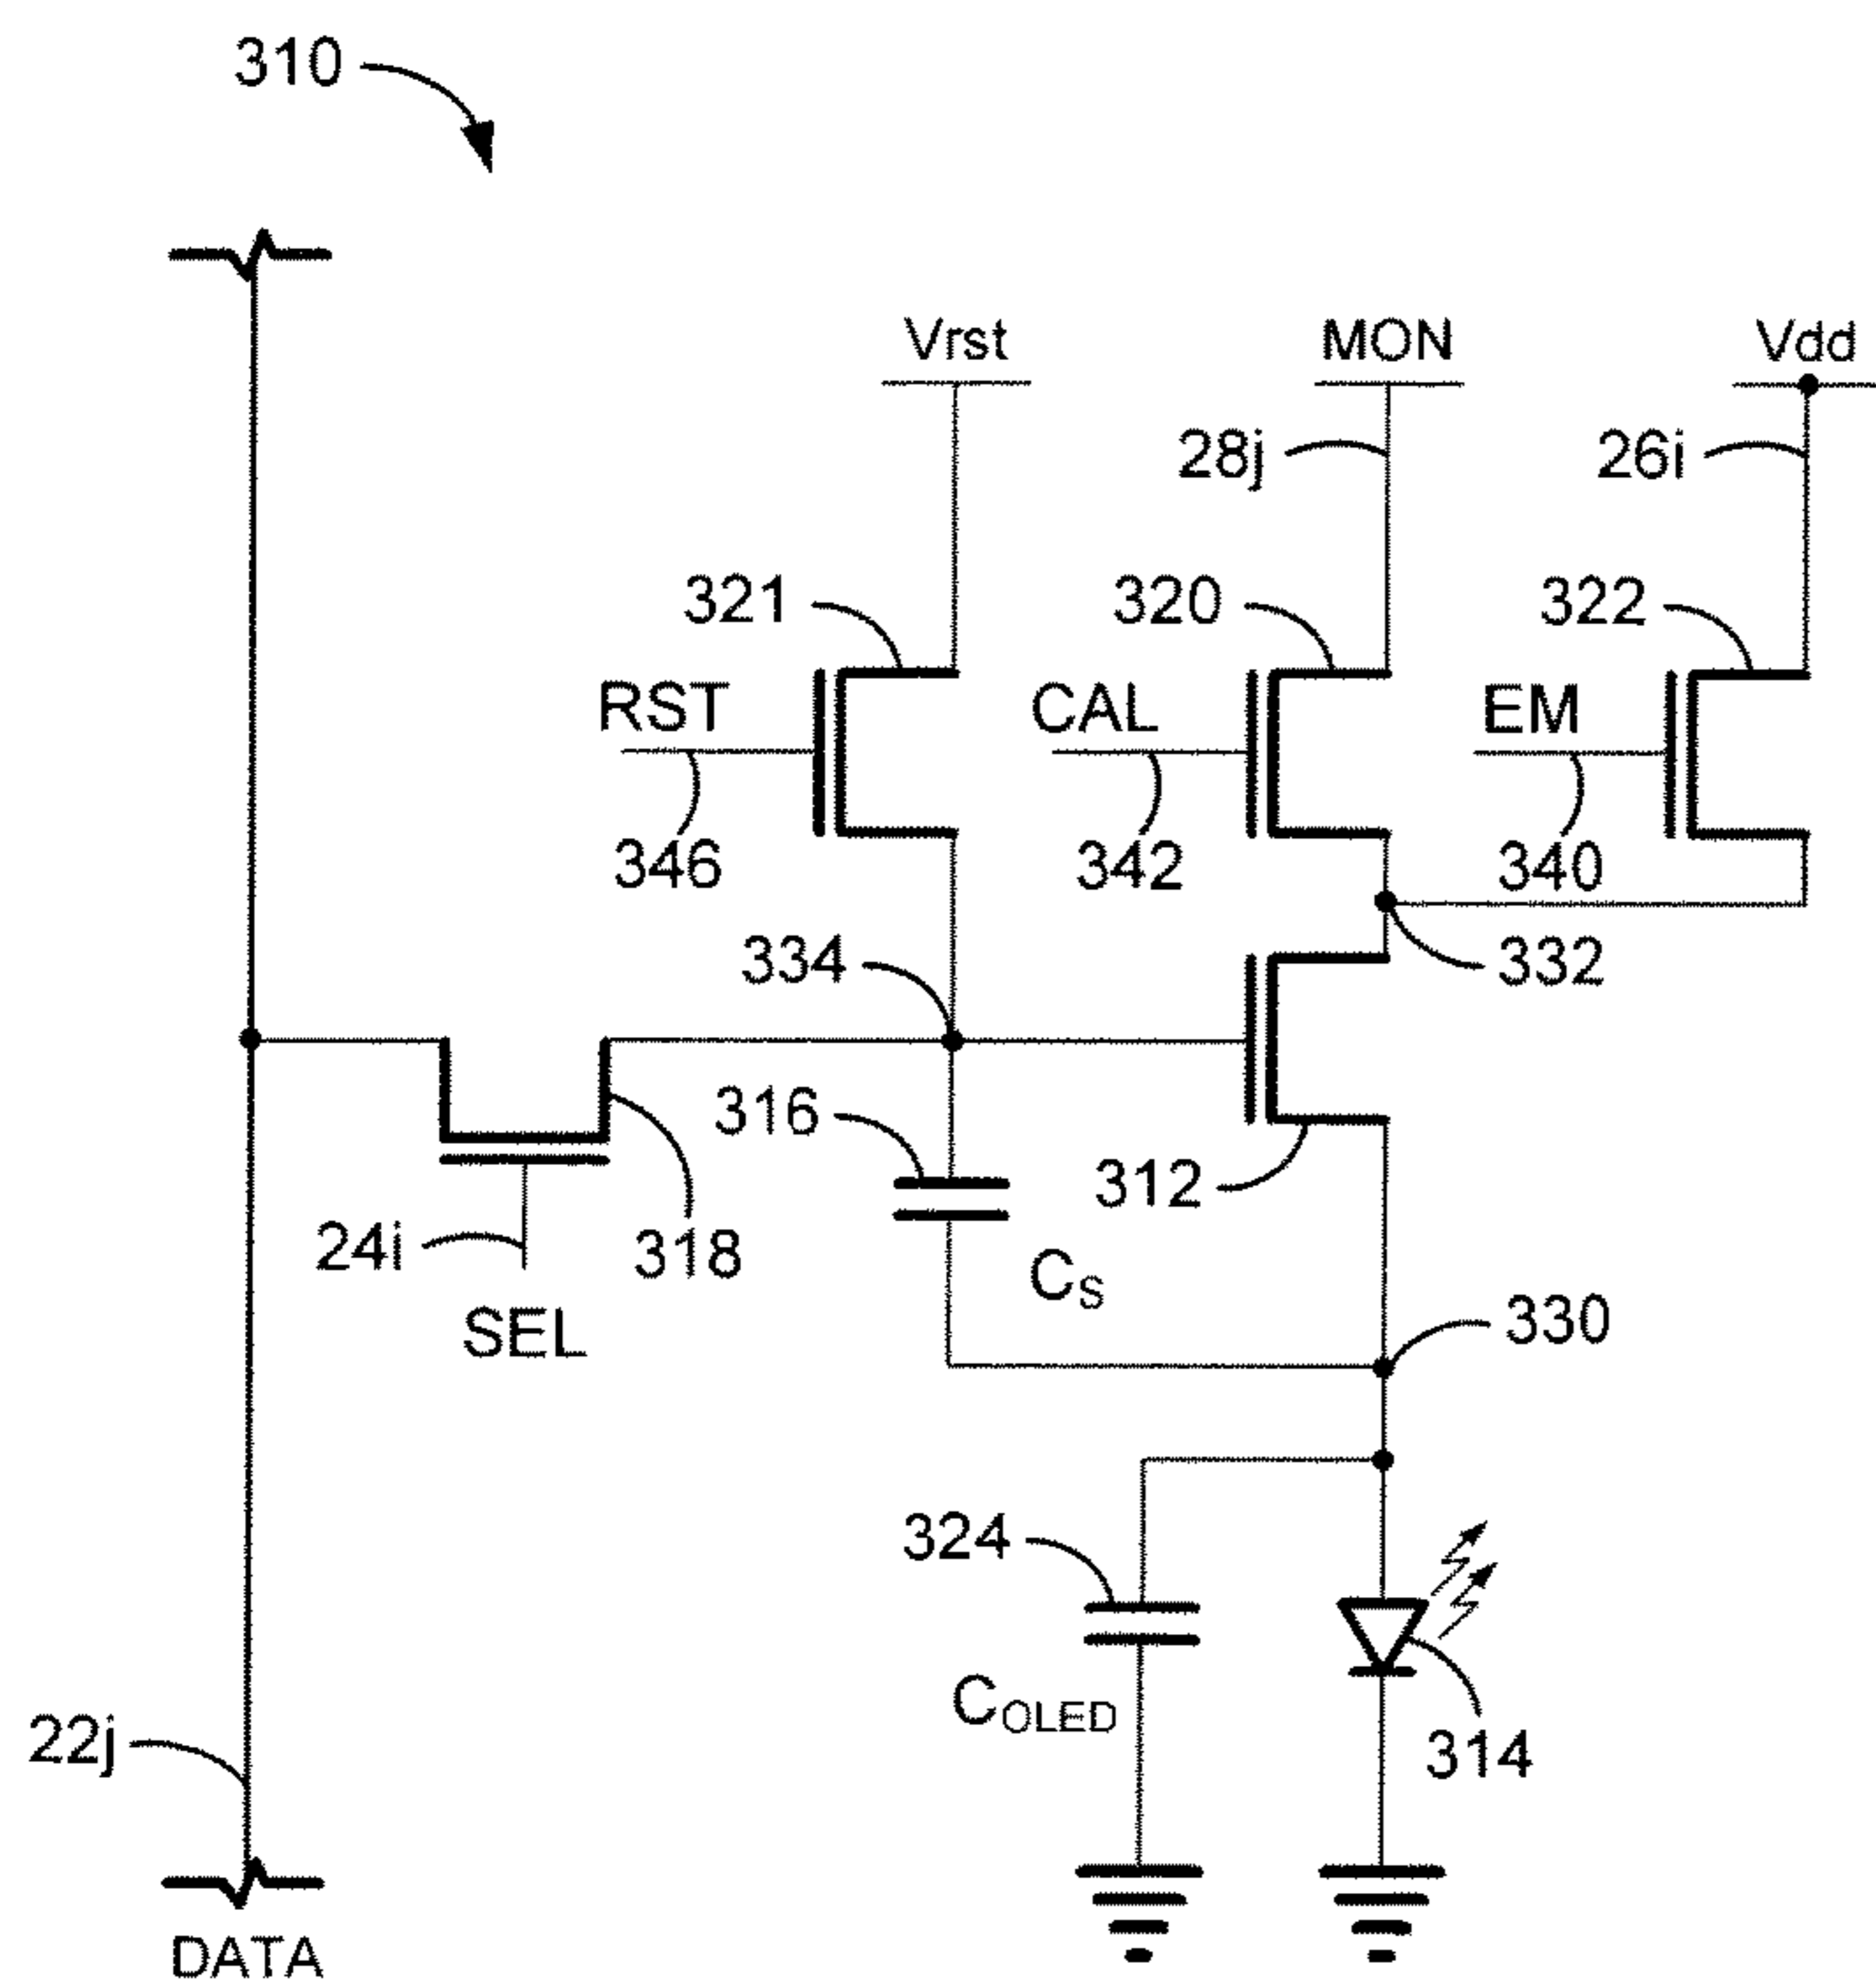 310
Vrst
MON
Vdd
28j
26i
321
320
322
RST
CAL
EM
346
342
340
334
332
316
312
24i
318
SEL
CS
330
324
COLED
22j
314
DATA